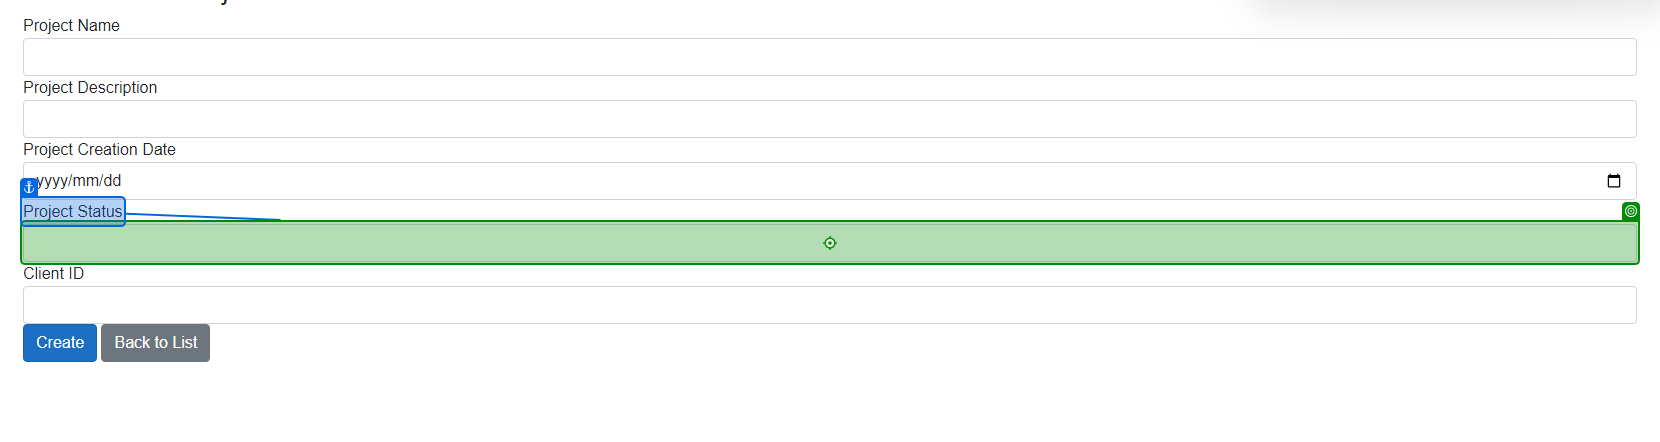 Project Name
Project Description
Project Creation Date
yyyy/mm/dd
Project Status
Client ID
Create Back to List